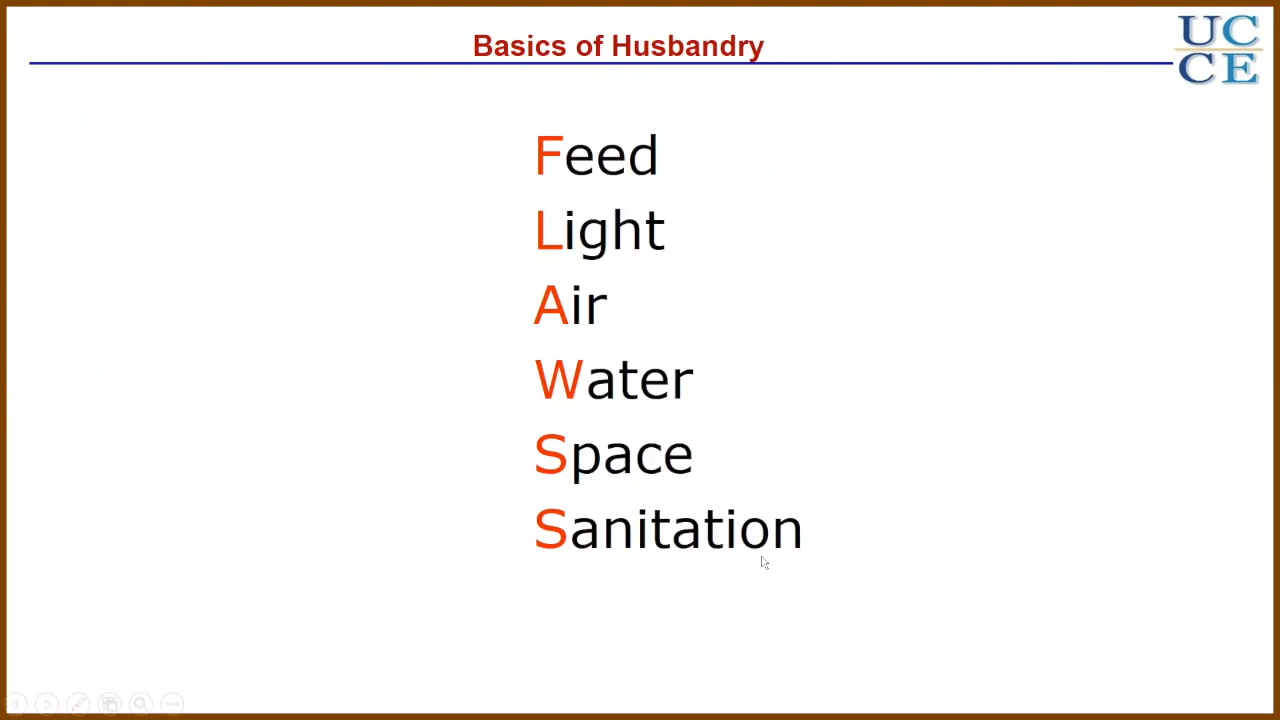 Basics of Husbandry
UC
CE
Feed
Light
Air
Water
Space
Sanitation